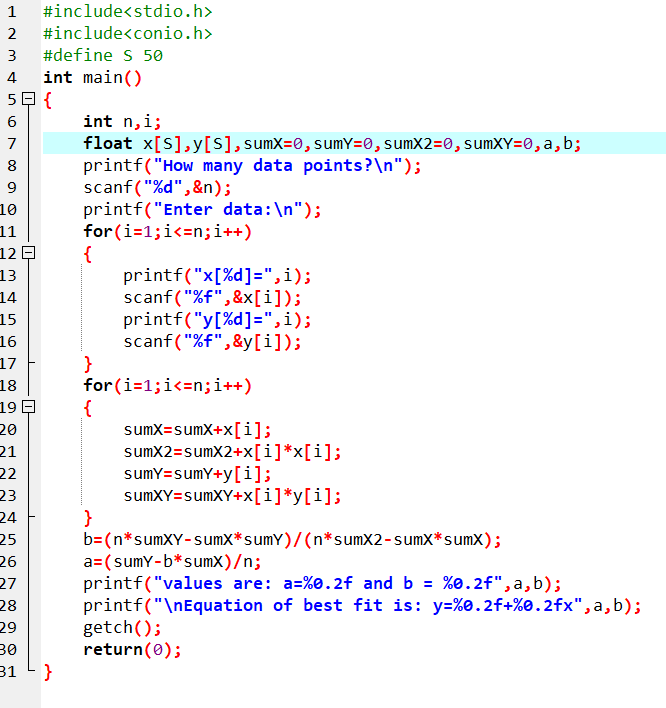 1 #include<stdio.h>
2 #include<conio.h>
3 #define S 50
4 int main()
5 {
6 int n,i;
7 float x[S],y[S],sumX=0,sumY=0,sumX2=0,sumXY=0,a,b;
8 printf("How many data points?\n");
9 scanf("%d",&n);
10 printf("Enter data:\n");
11 for(i=1;i<=n;i++)
12 {
13 printf("x[%d]=",i);
14 scanf("%f",&x[i]);
15 printf("y[%d]=",i);
16 scanf("%f",&y[i]);
17 }
18 for(i=1;i<=n;i++)
19 {
20 sumX=sumX+x[i];
21 sumX2=sumX2+x[i]*x[i];
22 sumY=sumY+y[i];
23 sumXY=sumXY+x[i]*y[i];
24 }
25 b=(n*sumXY-sumX*sumY)/(n*sumX2-sumX*sumX);
26 a=(sumY-b*sumX)/n;
27 printf("values are: a=%0.2f and b = %0.2f",a,b);
28 printf("\nEquation of best fit is: y=%0.2f+%0.2fx",a,b);
29 getch();
30 return(0);
31 }